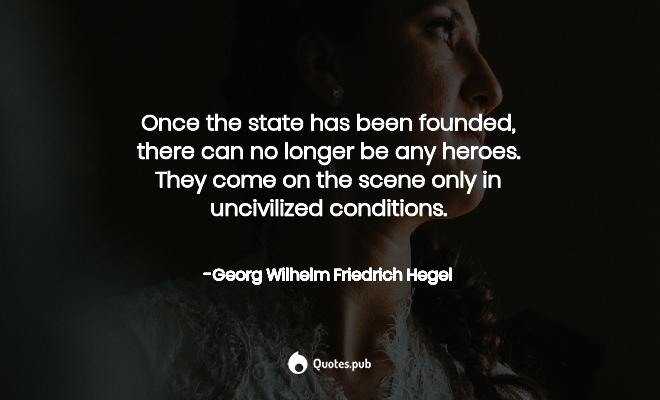 Once the state has been founded,
there can no longer be any heroes.
They come on the scene only in
uncivilized conditions.
-Georg Wilhelm Friedrich Hegel
Quotes.pub